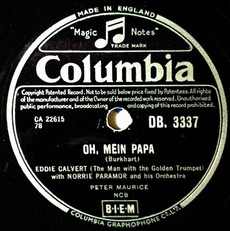 MADE IN ENGLAND
"Magic Notes"
TRADE MARK
Columbia
Copyright Patented Record. Not to be sold below price fixed by Patentees. All rights
of the manufacturer and of the Owner of the recorded work reserved. Unauthorised
public performance, broadcasting and copying of this record prohibited.
CA 22615
78
DB. 3337
OH, MEIN PAPA
(Burkhart)
EDDIE CALVERT (The Man with the Golden Trumpet)
with NORRIE PARAMOR and his Orchestra
PETER MAURICE
NCB
B·I·E·M
COLUMBIA GRAPHOPHONE CO. LTD.